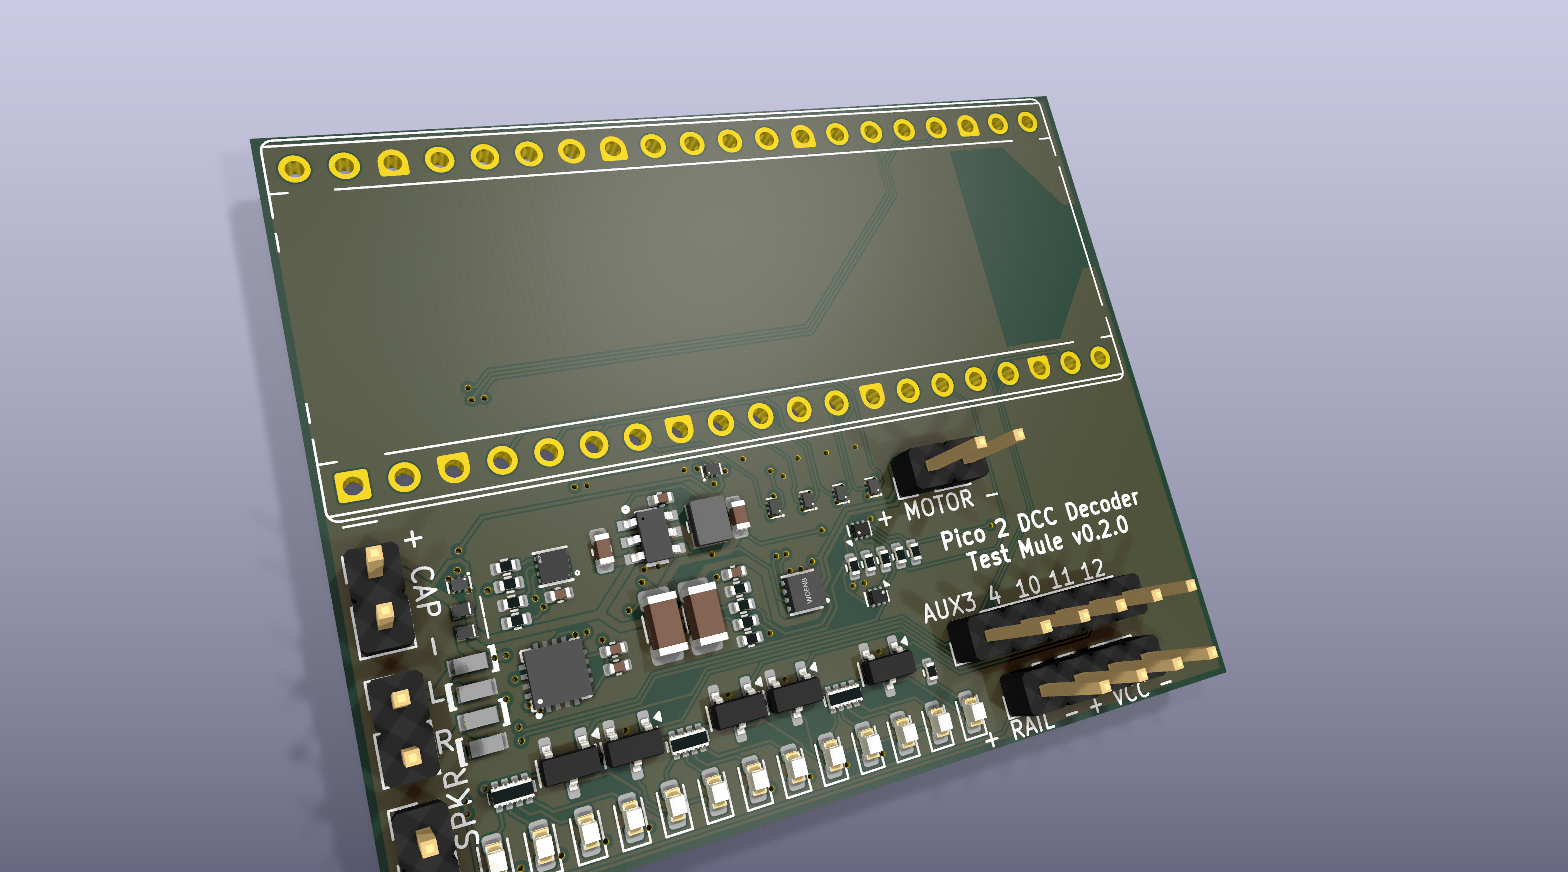 + MOTOR -
Pico 2 DCC Decoder
Test Mule v0.2.0
AUX3 4 10 11 12
+ RAIL - + VCC -
+ CAP -
L
R
SPKR